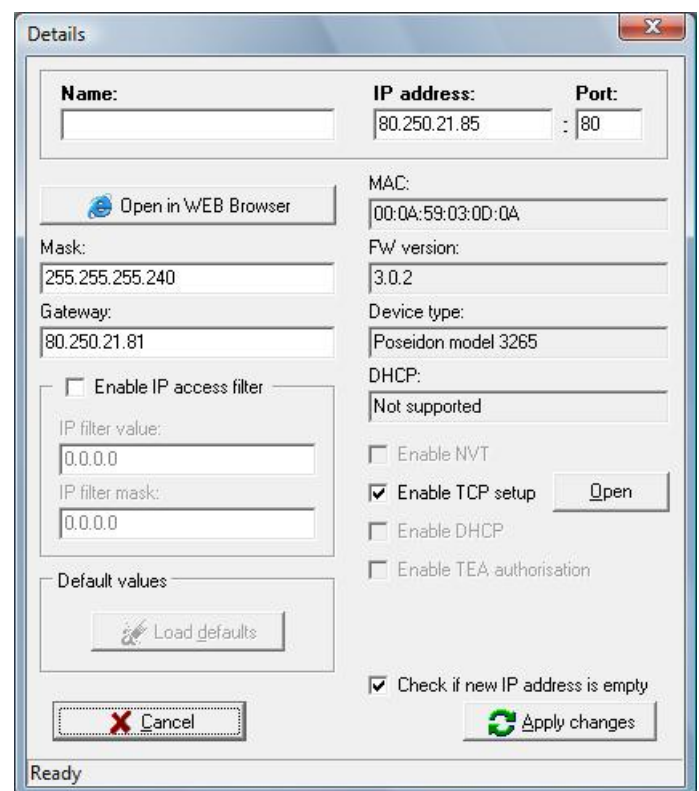 Details
Name:
IP address:
Port:
80.250.21.85
:
80
Open in WEB Browser
MAC:
00:0A:59:03:0D:0A
Mask:
255.255.255.240
FW version:
3.0.2
Gateway:
80.250.21.81
Device type:
Poseidon model 3265
Enable IP access filter
DHCP:
Not supported
IP filter value:
0.0.0.0
IP filter mask:
0.0.0.0
Enable NVT
Enable TCP setup
Open
Enable DHCP
Enable TEA authorisation
Default values
Load defaults
Check if new IP address is empty
Cancel
Apply changes
Ready